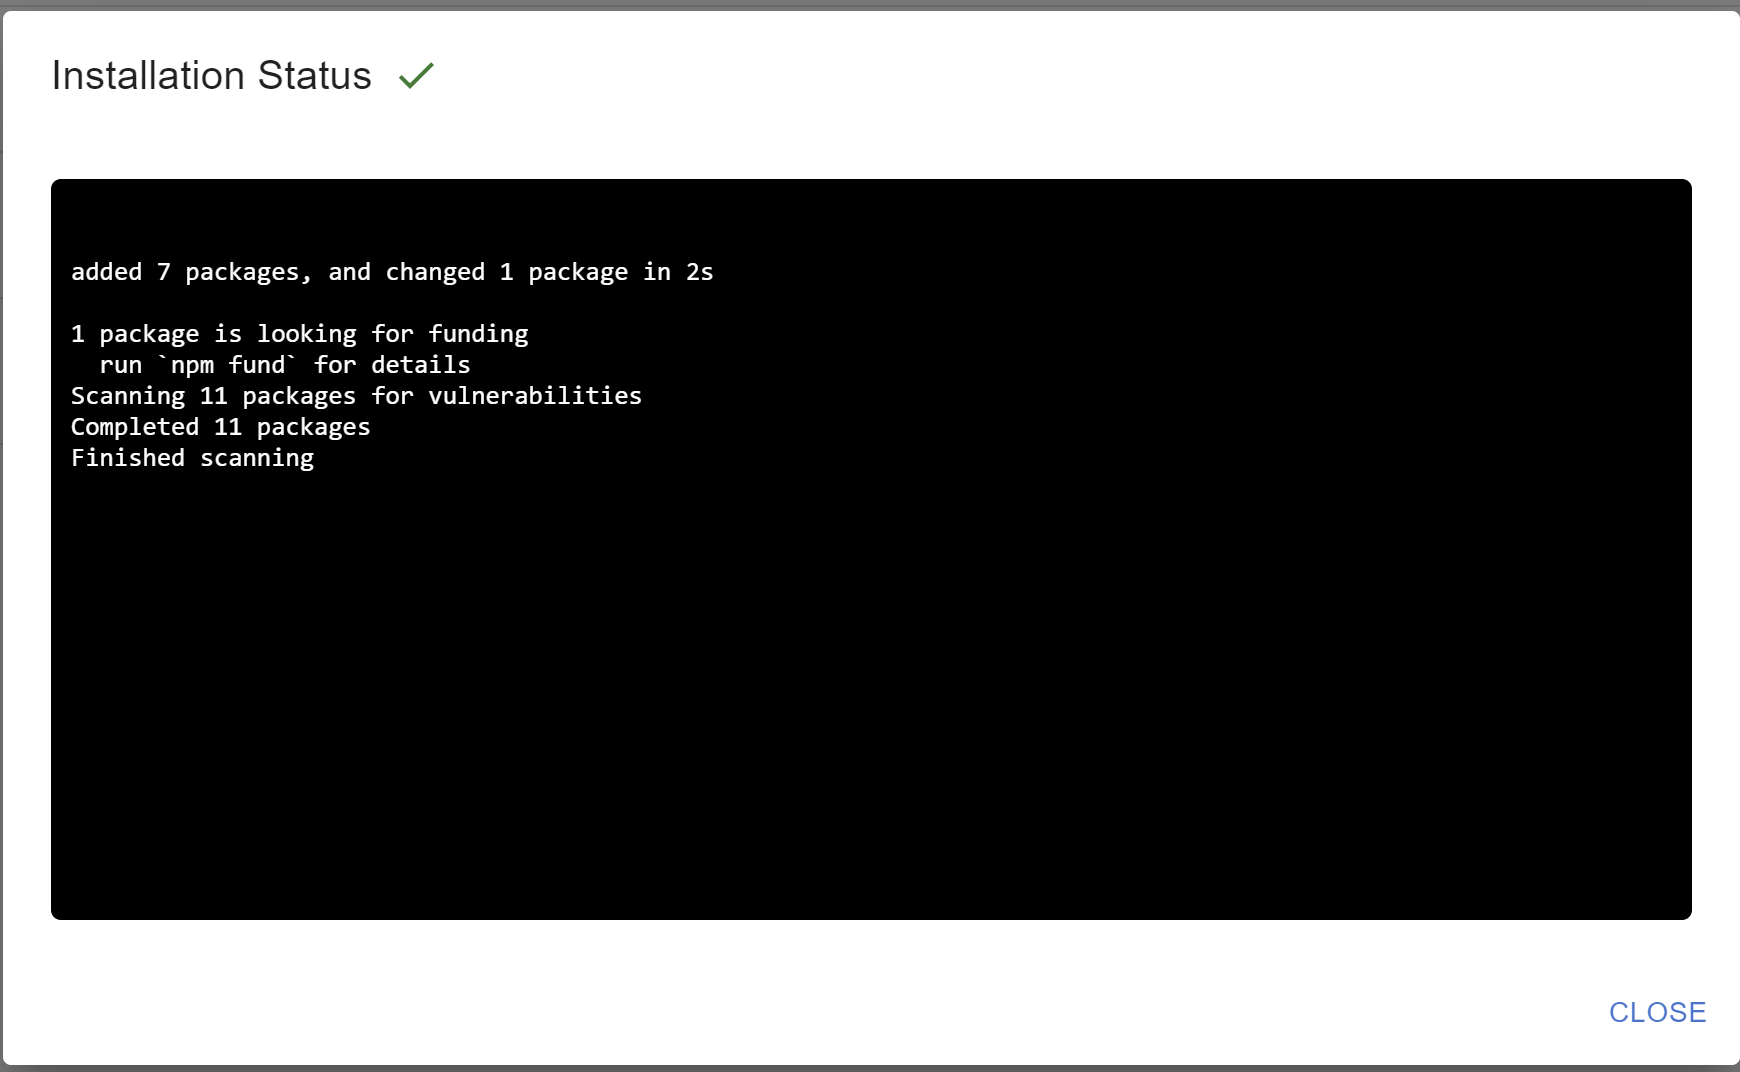 Installation Status
added 7 packages, and changed 1 package in 2s
1 package is looking for funding
  run `npm fund` for details
Scanning 11 packages for vulnerabilities
Completed 11 packages
Finished scanning
CLOSE